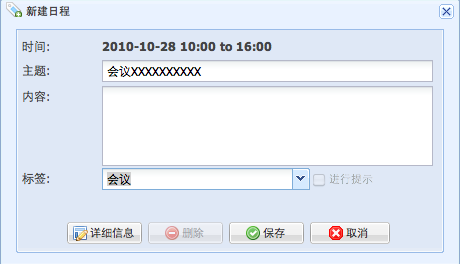 新建日程
时间: 2010-10-28 10:00 to 16:00
主题: 会议XXXXXXXXXX
内容:
标签: 会议 进行提示
详细信息 删除 保存 取消